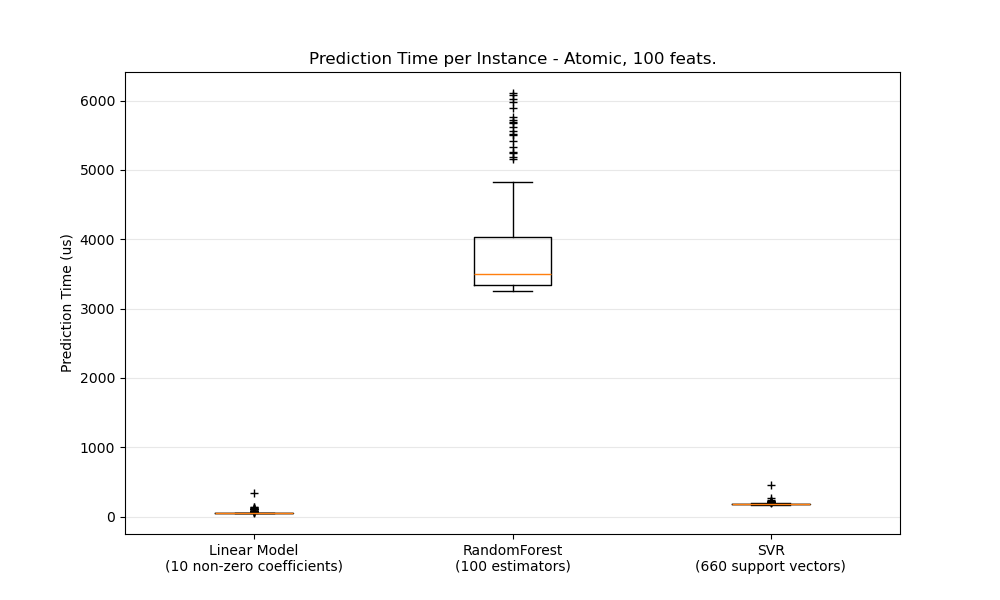 Prediction Time per Instance - Atomic, 100 feats.
Prediction Time (us)
6000
5000
4000
3000
2000
1000
0
Linear Model
(10 non-zero coefficients)
RandomForest
(100 estimators)
SVR
(660 support vectors)